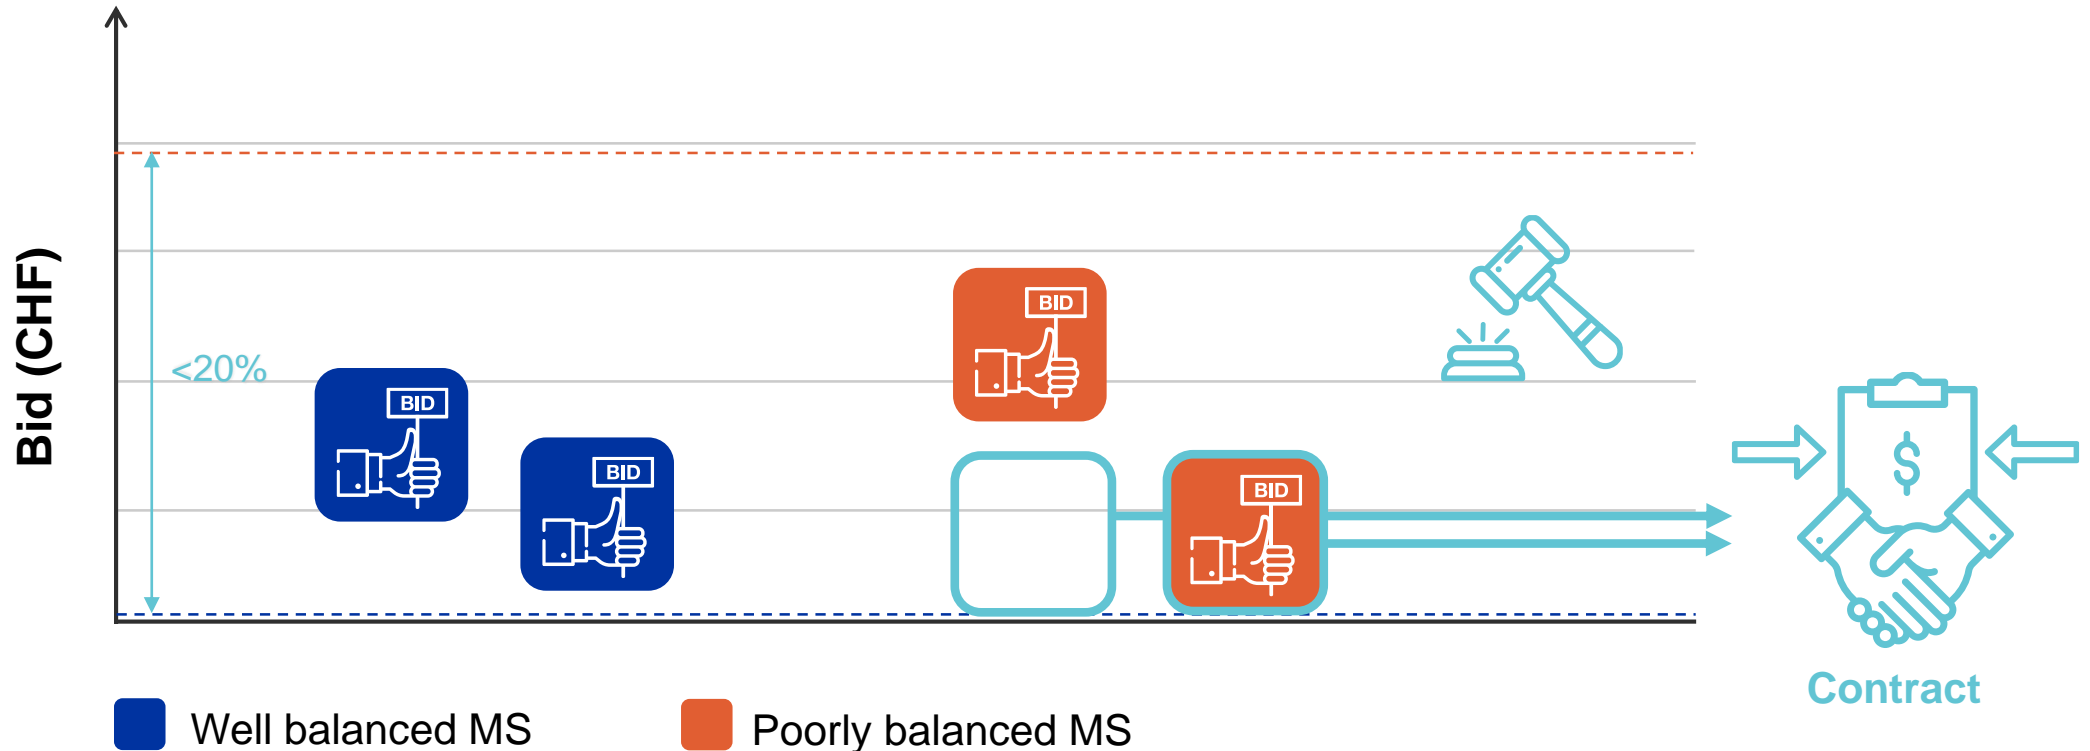 Bid (CHF)
<20%
BID
BID
BID
BID
$
Contract
Well balanced MS
Poorly balanced MS